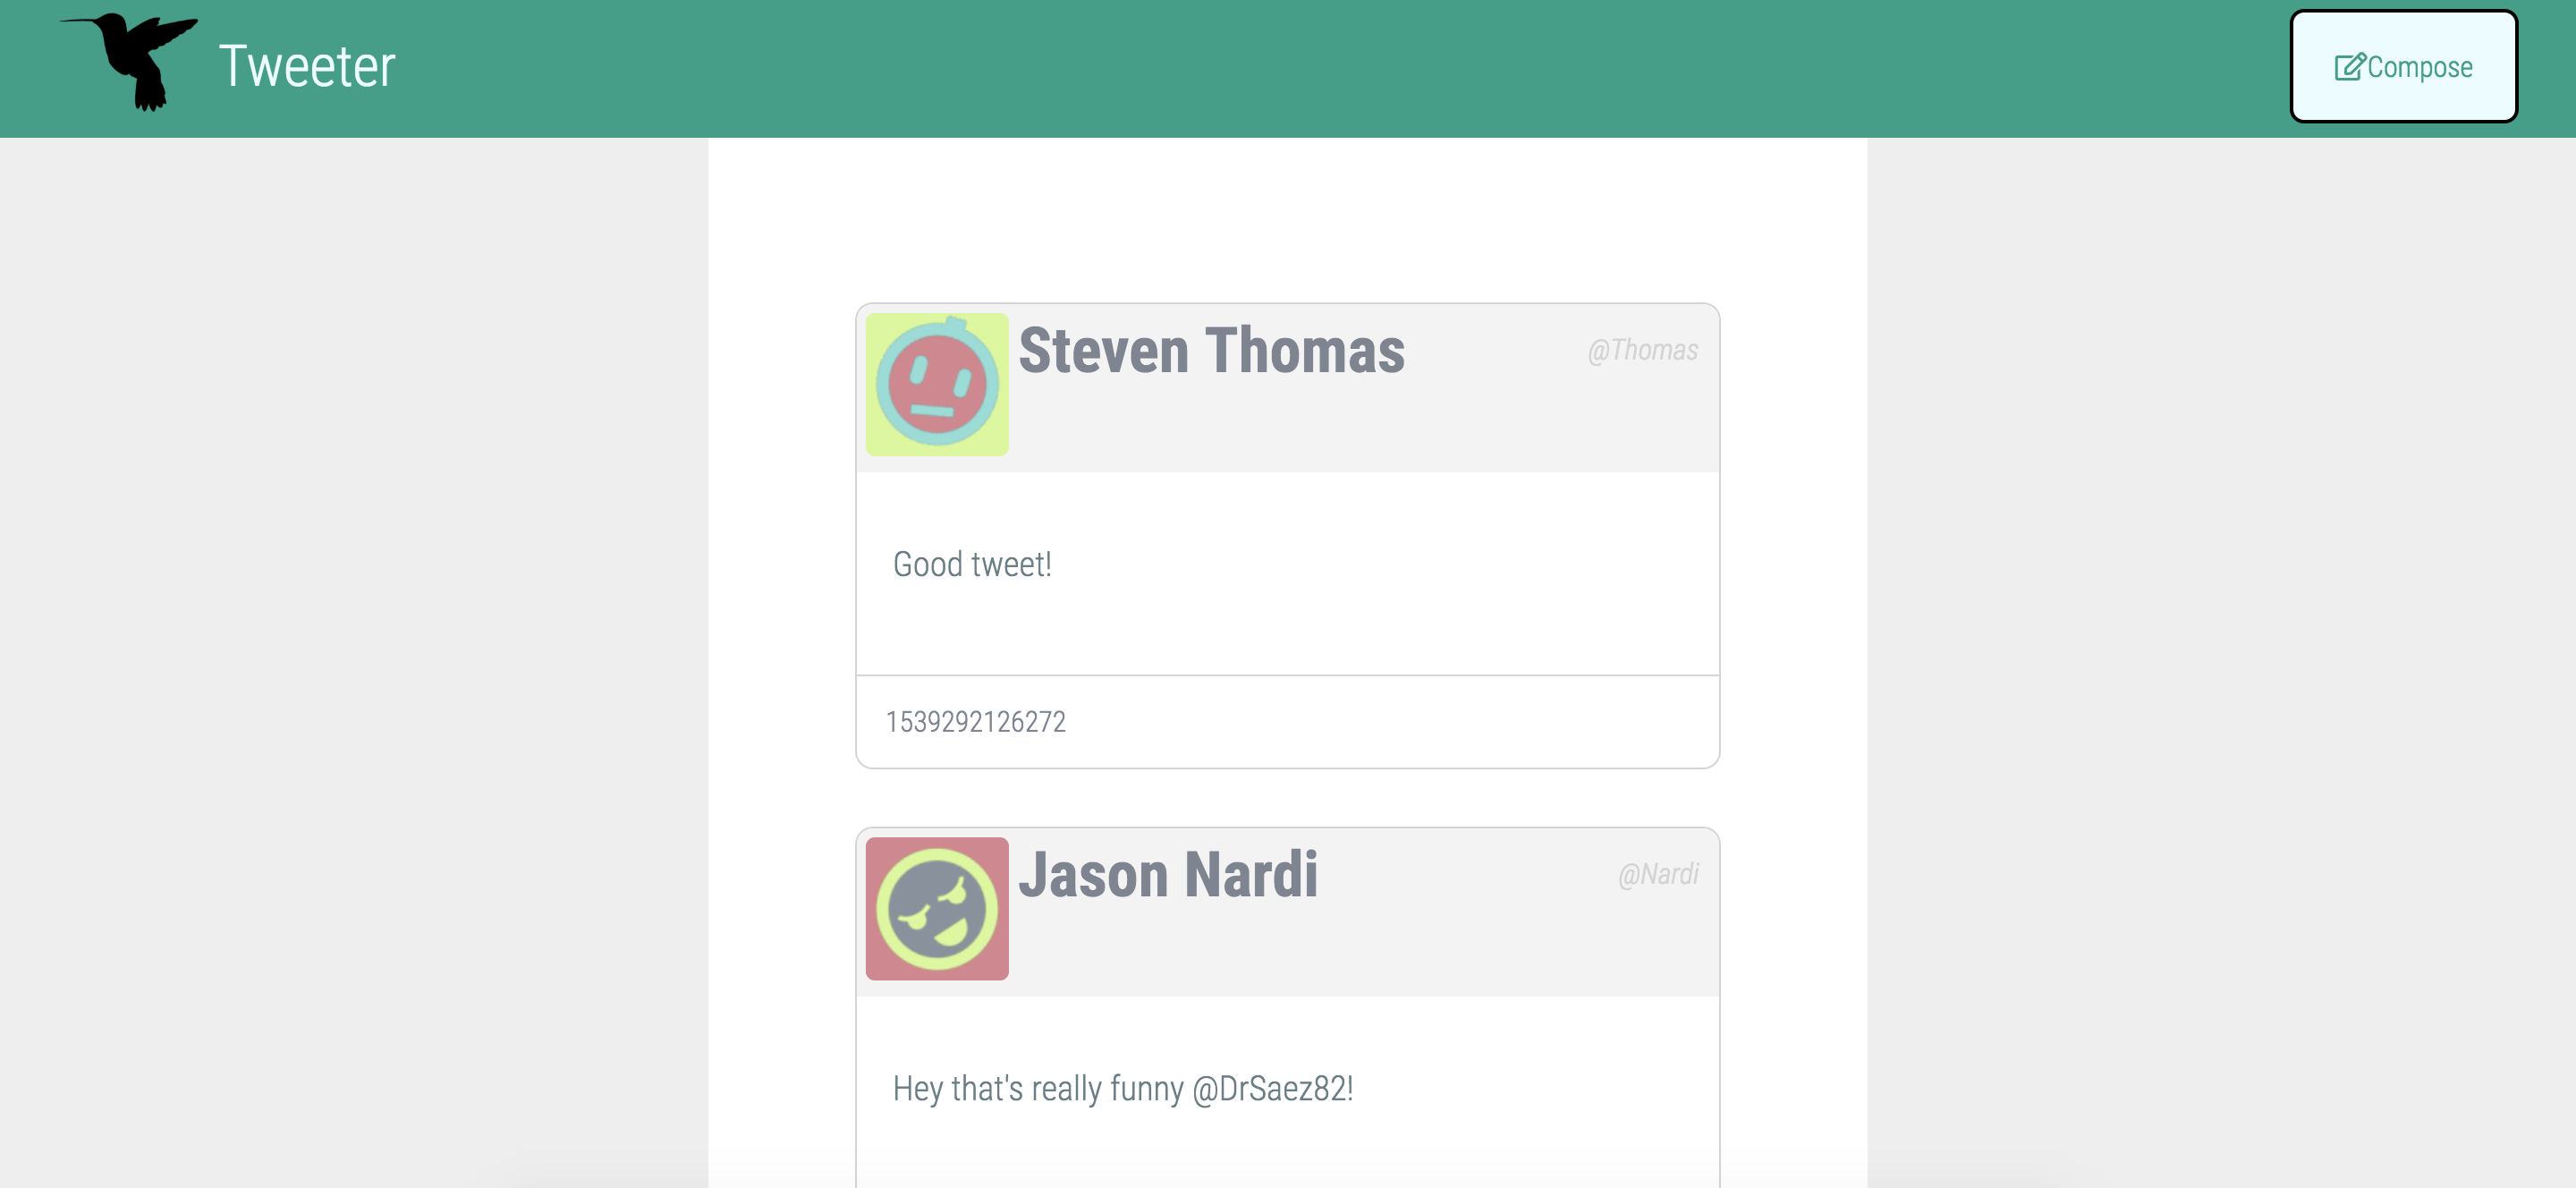 Tweeter
Compose
Steven Thomas
@Thomas
Good tweet!
1539292126272
Jason Nardi
@Nardi
Hey that's really funny @DrSaez82!